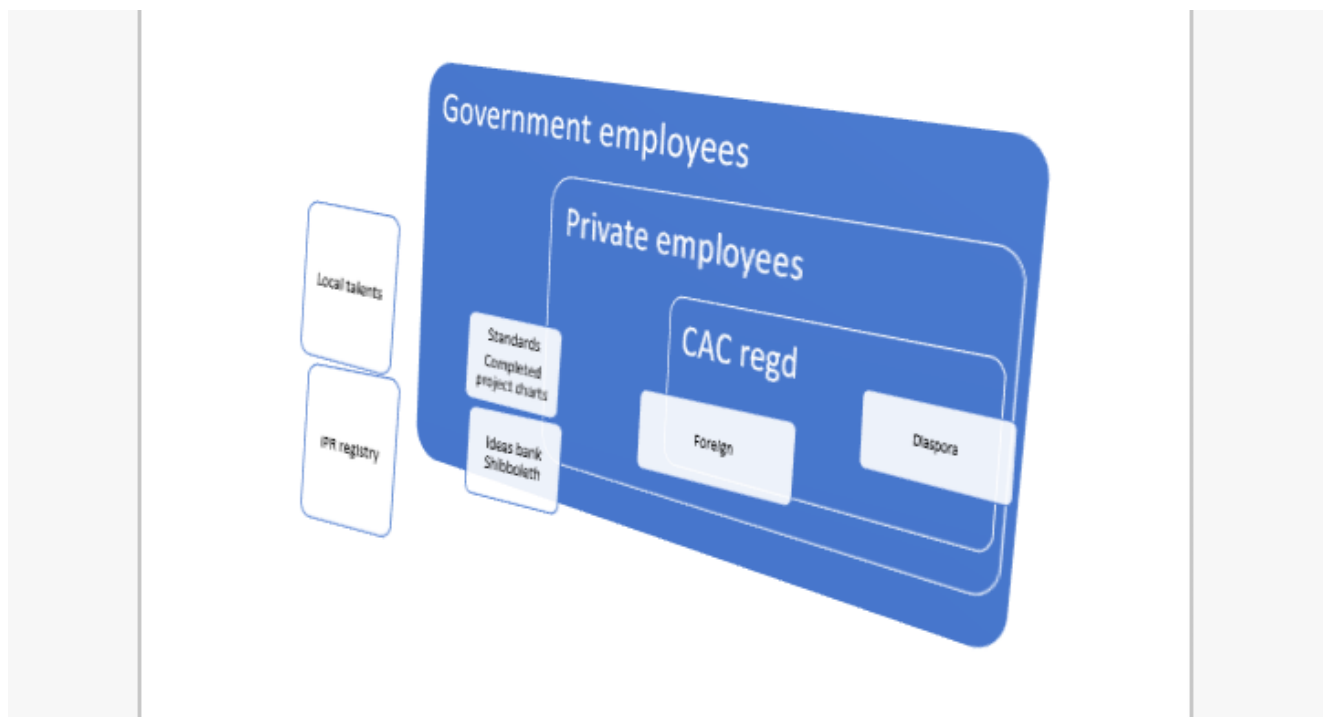 Government employees
Private employees
CAC regd
Local talents
IPR registry
Standards
Completed
project charts
Ideas bank
Shibboleth
Foreign
Diaspora